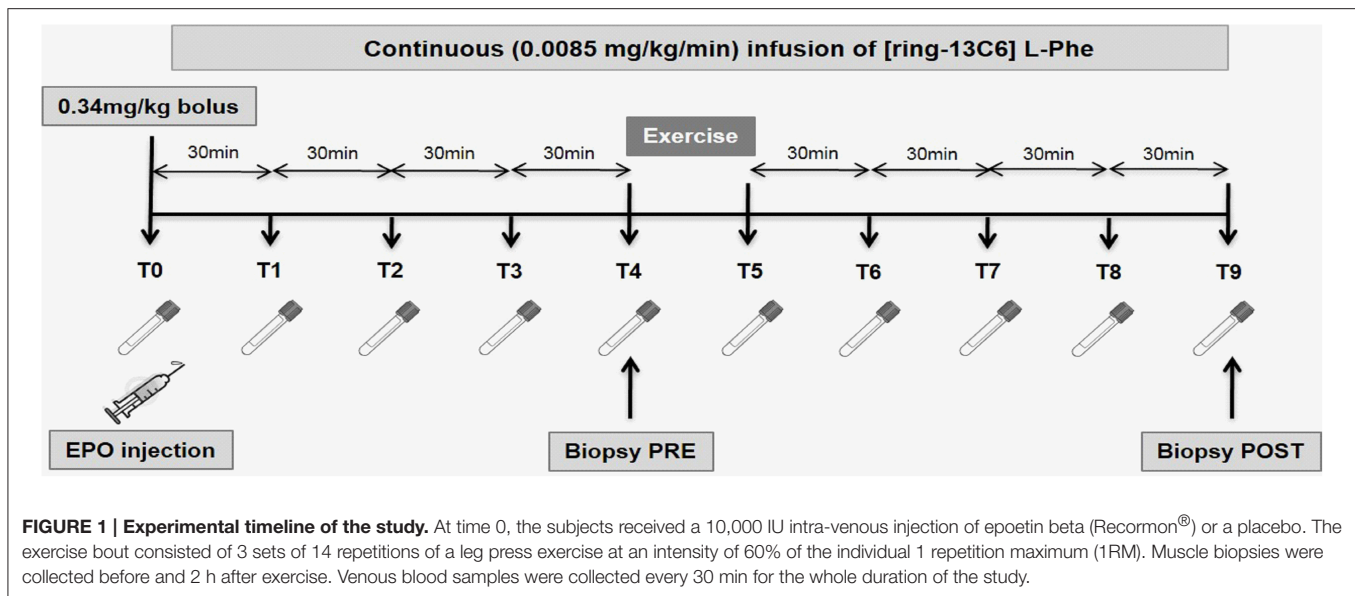 Continuous (0.0085 mg/kg/min) infusion of [ring-13C6] L-Phe
0.34mg/kg bolus
Exercise
30min 30min 30min 30min 30min 30min 30min 30min
T0 T1 T2 T3 T4 T5 T6 T7 T8 T9
EPO injection Biopsy PRE Biopsy POST
FIGURE 1 | Experimental timeline of the study. At time 0, the subjects received a 10,000 IU intra-venous injection of epoetin beta (Recormon®) or a placebo. The
exercise bout consisted of 3 sets of 14 repetitions of a leg press exercise at an intensity of 60% of the individual 1 repetition maximum (1RM). Muscle biopsies were
collected before and 2 h after exercise. Venous blood samples were collected every 30 min for the whole duration of the study.